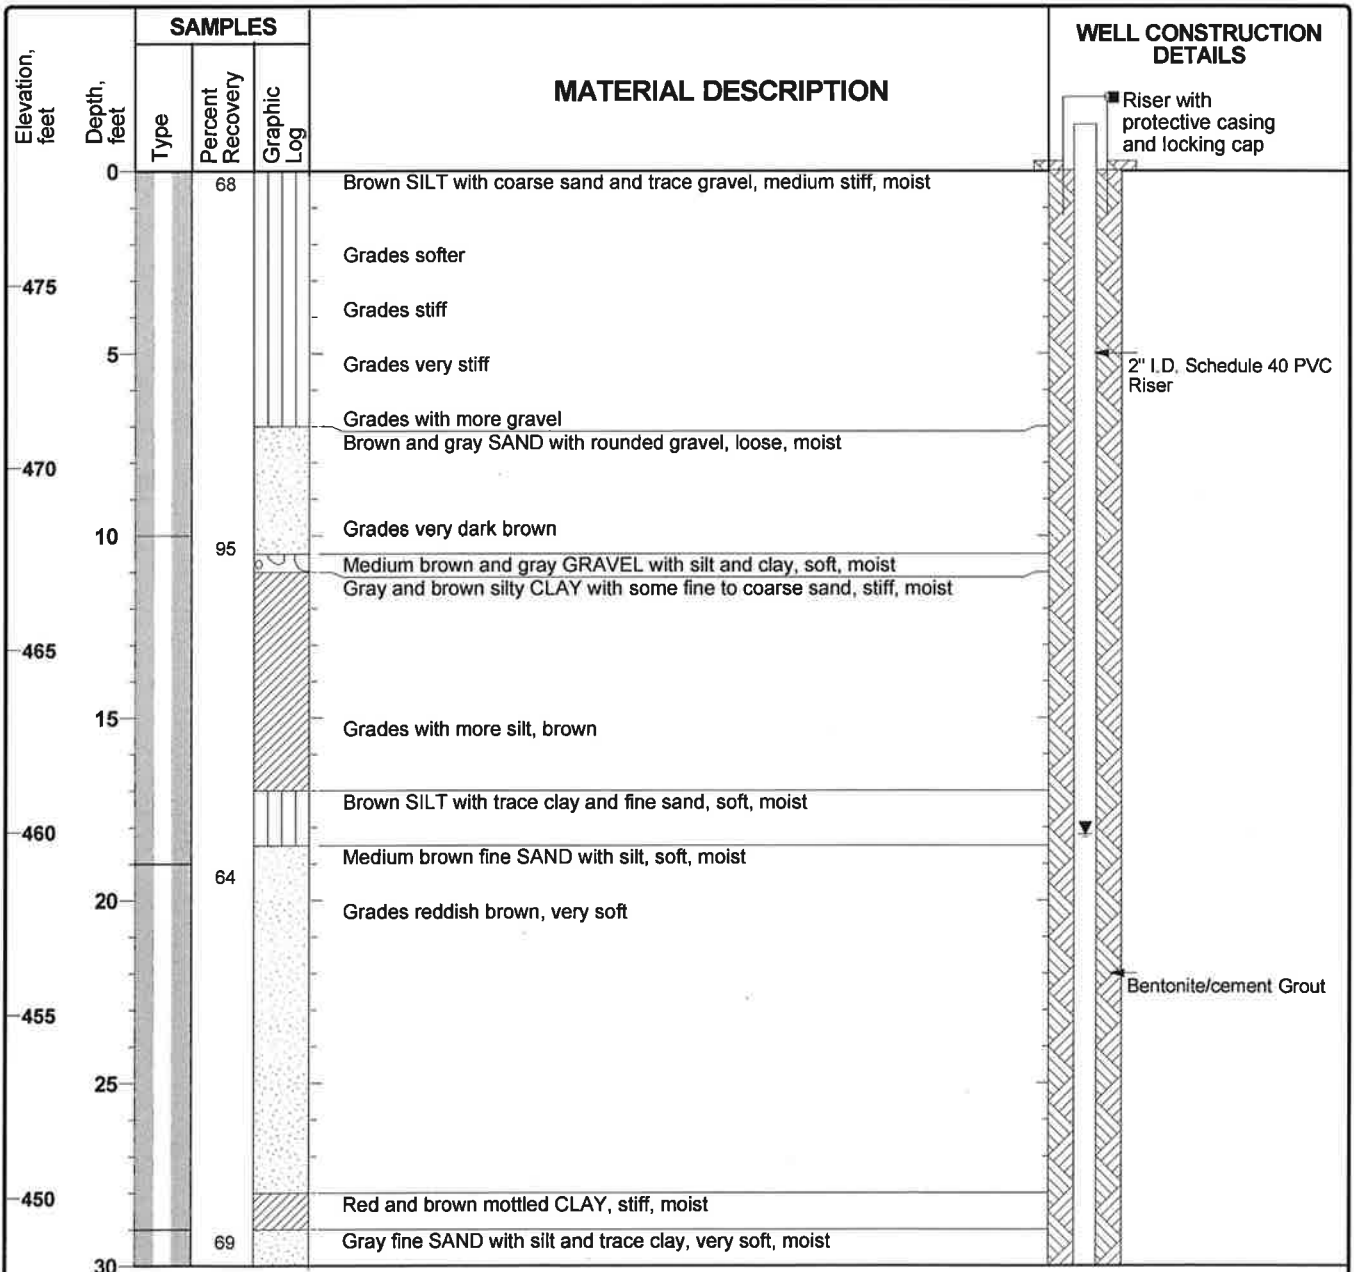 SAMPLES
Elevation,
feet
Depth,
feet
Type
Percent
Recovery
Graphic
Log
MATERIAL DESCRIPTION
WELL CONSTRUCTION
DETAILS
Riser with
protective casing
and locking cap
0
68
Brown SILT with coarse sand and trace gravel, medium stiff, moist
Grades softer
475
Grades stiff
5
Grades very stiff
2" I.D. Schedule 40 PVC
Riser
Grades with more gravel
Brown and gray SAND with rounded gravel, loose, moist
470
Grades very dark brown
10
95
Medium brown and gray GRAVEL with silt and clay, soft, moist
Gray and brown silty CLAY with some fine to coarse sand, stiff, moist
465
15
Grades with more silt, brown
Brown SILT with trace clay and fine sand, soft, moist
460
Medium brown fine SAND with silt, soft, moist
64
20
Grades reddish brown, very soft
Bentonite/cement Grout
455
25
450
Red and brown mottled CLAY, stiff, moist
69
Gray fine SAND with silt and trace clay, very soft, moist
30